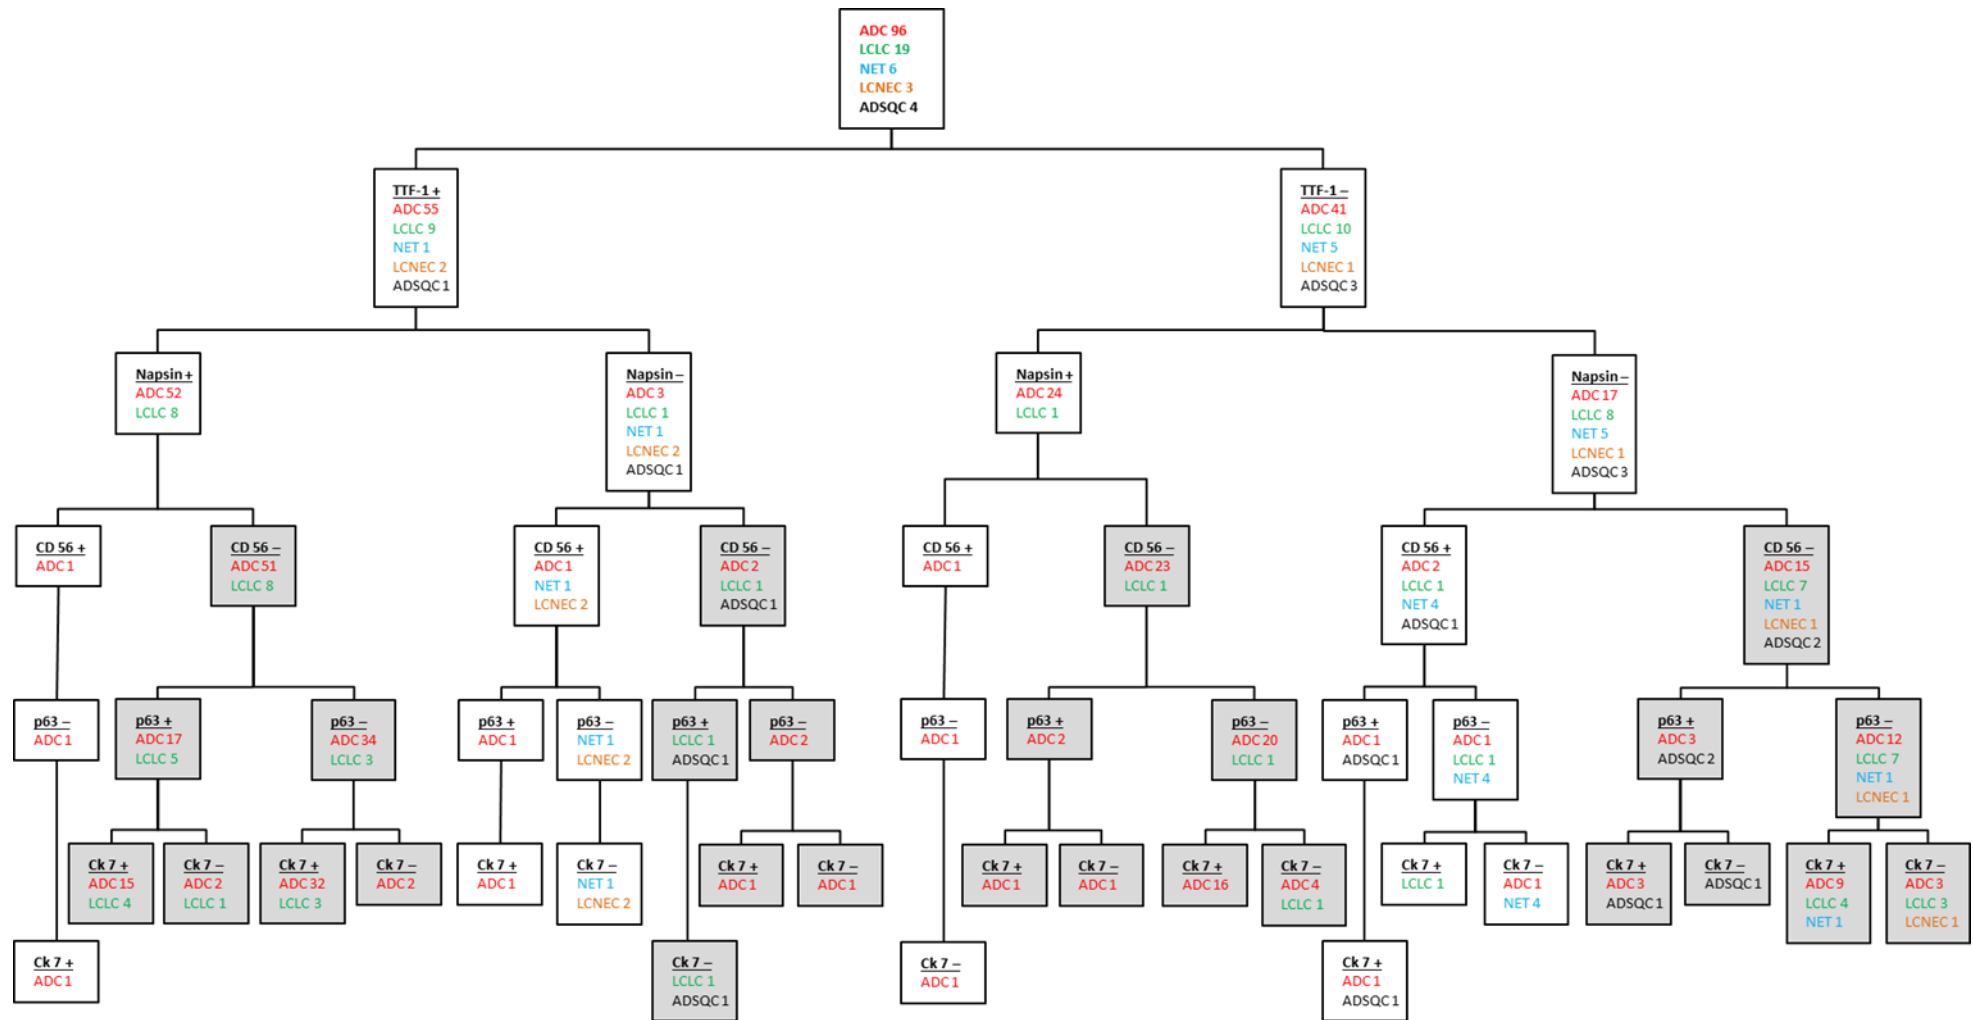 ADC 96
LCLC 19
NET 6
LCNEC 3
ADSQC 4
TTF-1 +
ADC 55
LCLC 9
NET 1
LCNEC 2
ADSQC 1
TTF-1 –
ADC 41
LCLC 10
NET 5
LCNEC 1
ADSQC 3
Napsin +
ADC 52
LCLC 8
Napsin –
ADC 3
LCLC 1
NET 1
LCNEC 2
ADSQC 1
Napsin +
ADC 24
LCLC 1
Napsin –
ADC 17
LCLC 8
NET 5
LCNEC 1
ADSQC 3
CD 56 +
ADC 1
CD 56 –
ADC 51
LCLC 8
CD 56 +
ADC 1
NET 1
LCNEC 2
CD 56 –
ADC 2
LCLC 1
ADSQC 1
CD 56 +
ADC 1
CD 56 –
ADC 23
LCLC 1
CD 56 +
ADC 2
LCLC 1
NET 4
ADSQC 1
CD 56 –
ADC 15
LCLC 7
NET 1
LCNEC 1
ADSQC 2
p63 –
ADC 1
p63 +
ADC 17
LCLC 5
p63 –
ADC 34
LCLC 3
p63 +
ADC 1
p63 –
NET 1
LCNEC 2
p63 +
LCLC 1
ADSQC 1
p63 –
ADC 2
p63 –
ADC 1
p63 +
ADC 2
p63 –
ADC 20
LCLC 1
p63 +
ADC 1
ADSQC 1
p63 –
ADC 1
LCLC 1
NET 4
p63 +
ADC 3
ADSQC 2
p63 –
ADC 12
LCLC 7
NET 1
LCNEC 1
Ck 7 +
ADC 15
LCLC 4
Ck 7 –
ADC 2
LCLC 1
Ck 7 +
ADC 32
LCLC 3
Ck 7 –
ADC 2
Ck 7 +
ADC 1
Ck 7 –
NET 1
LCNEC 2
Ck 7 +
ADC 1
Ck 7 –
ADC 1
Ck 7 +
ADC 1
Ck 7 –
ADC 1
Ck 7 +
ADC 16
Ck 7 –
ADC 4
LCLC 1
Ck 7 +
LCLC 1
Ck 7 –
ADC 1
NET 4
Ck 7 +
ADC 3
ADSQC 1
Ck 7 –
ADSQC 1
Ck 7 +
ADC 9
LCLC 4
NET 1
Ck 7 –
ADC 3
LCLC 3
LCNEC 1
Ck 7 +
ADC 1
Ck 7 –
LCLC 1
ADSQC 1
Ck 7 –
ADC 1
Ck 7 +
ADC 1
ADSQC 1